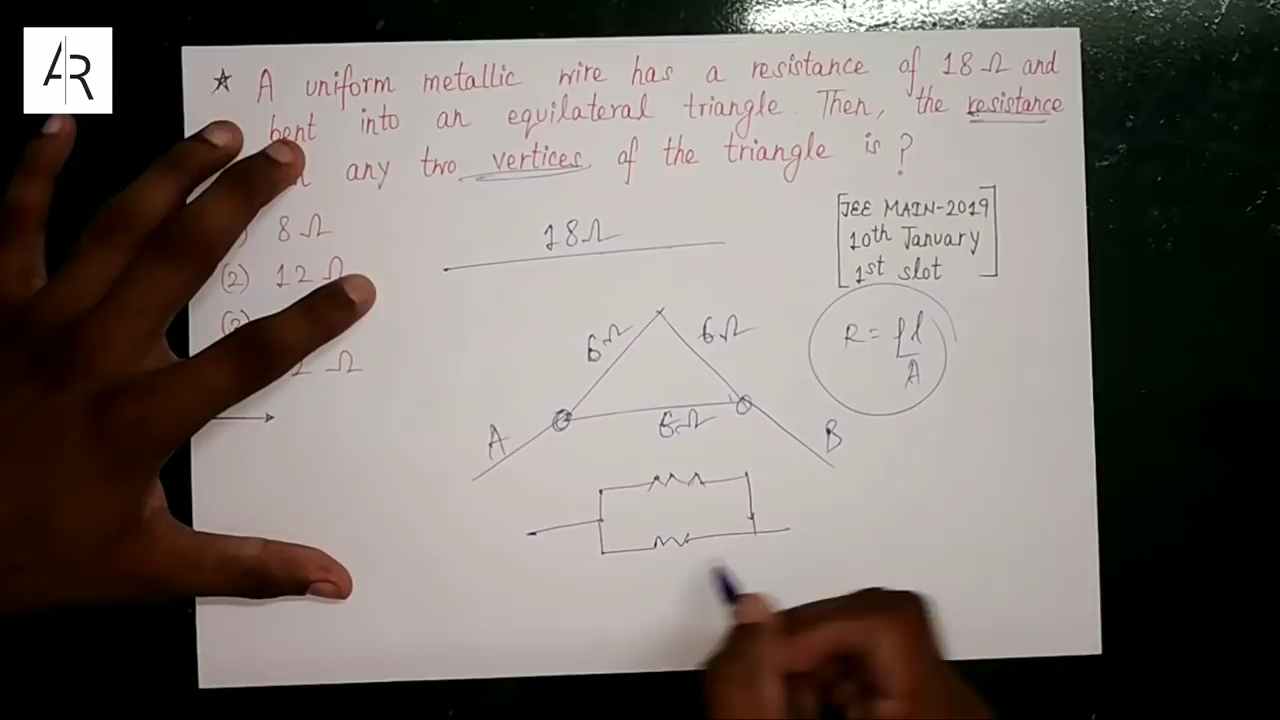 AR
☆ A uniform metallic wire has a resistance of 18 Ω and
bent into an equilateral triangle. Then, the resistance
any two vertices of the triangle is ?
8 Ω
(2) 12 Ω
Ω
18Ω
[JEE MAIN-2019
10th January
1st slot]
6Ω 6Ω
6Ω
A B
R = ρl/A